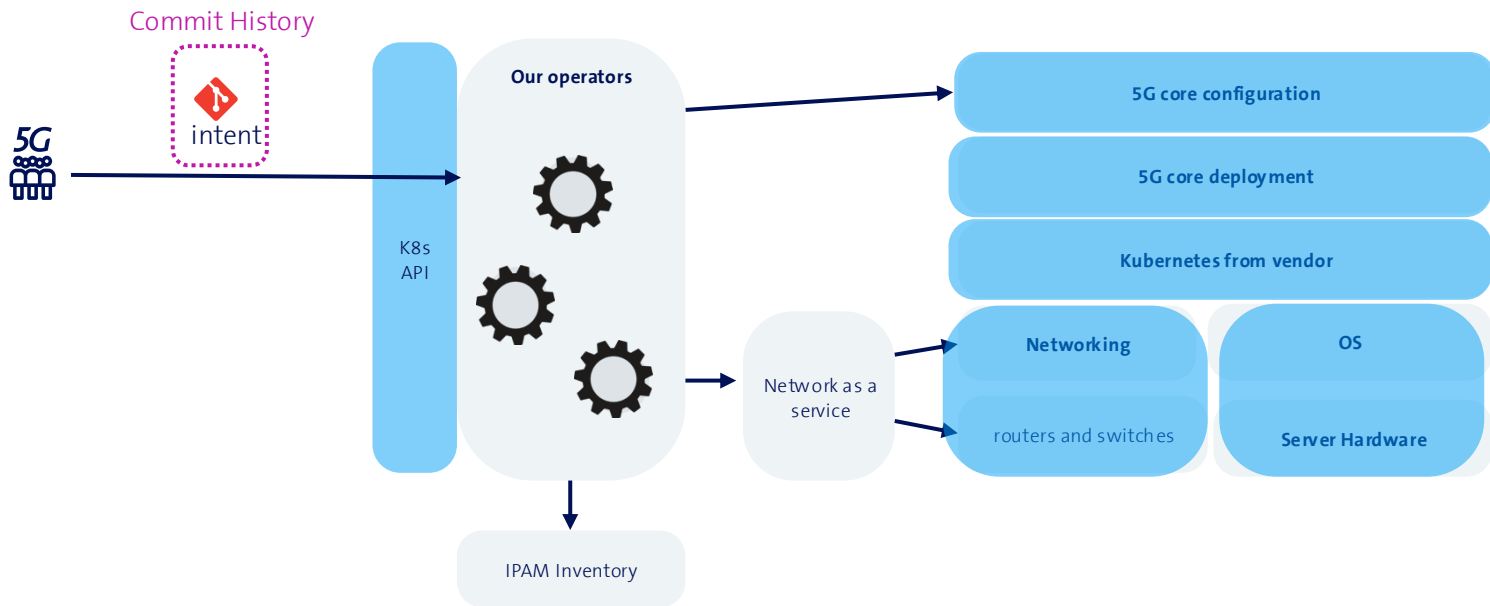 Commit History
intent
5G
K8s
API
Our operators
Network as a
service
IPAM Inventory
5G core configuration
5G core deployment
Kubernetes from vendor
Networking
OS
routers and switches
Server Hardware